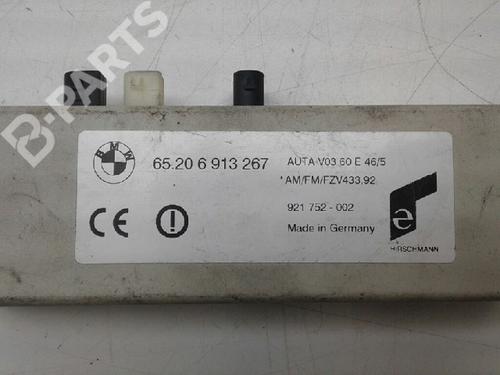 B-PARTS
BMW
65.20 6 913 267
AUTA-V03 60 E 46/5
*AM/FM/FZV433,92
921 752 - 002
Made in Germany
CE
e
HIRSCHMANN